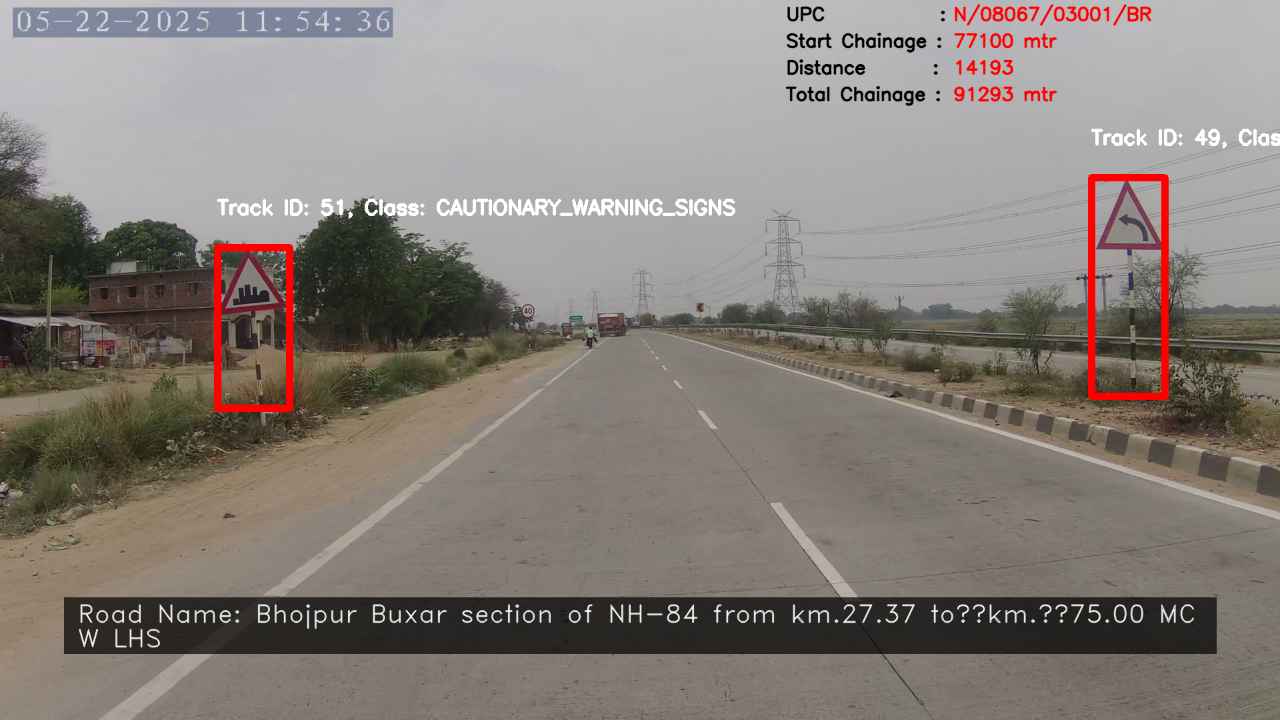 05-22-2025 11:54:36
UPC : N/08067/03001/BR
Start Chainage : 77100 mtr
Distance : 14193
Total Chainage : 91293 mtr
Track ID: 49, Clas
Track ID: 51, Class: CAUTIONARY_WARNING_SIGNS
40
Road Name: Bhojpur Buxar section of NH-84 from km.27.37 to??km.??75.00 MC
W LHS